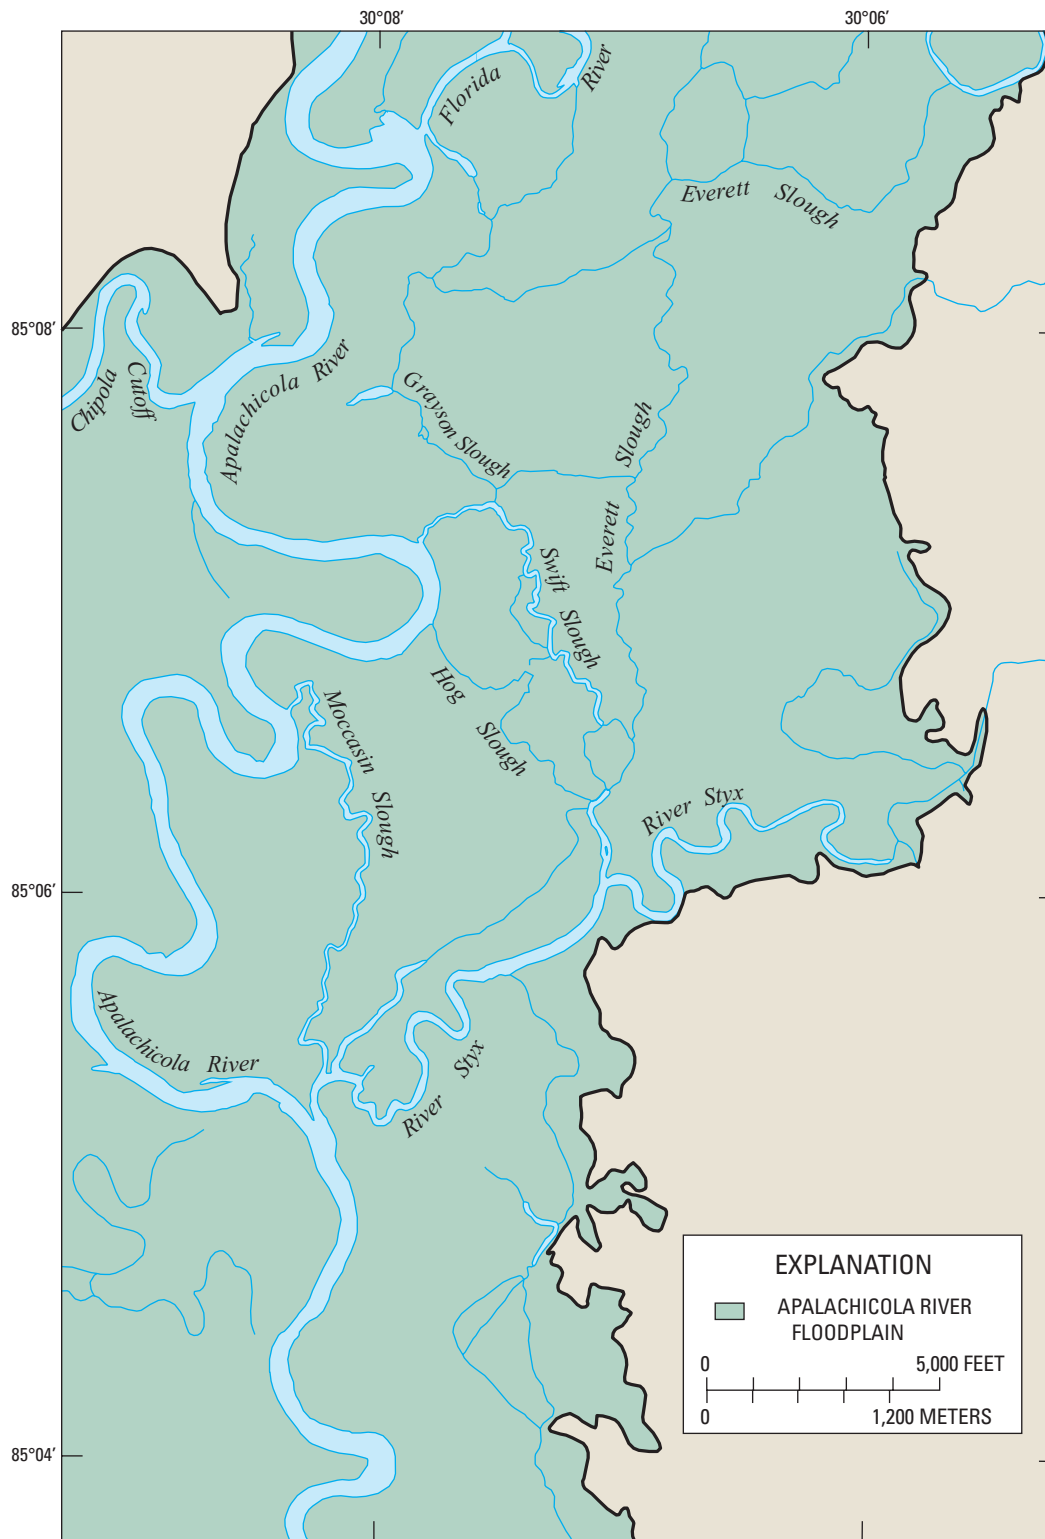 30°08′
30°06′
Florida
River
Everett Slough
85°08′
Chipola
Cutoff
Apalachicola River
Grayson Slough
Everett
Slough
Swift
Slough
Hog
Slough
Moccasin
Slough
River Styx
85°06′
Apalachicola River
River Styx
EXPLANATION
APALACHICOLA RIVER
FLOODPLAIN
0 5,000 FEET
0 1,200 METERS
85°04′